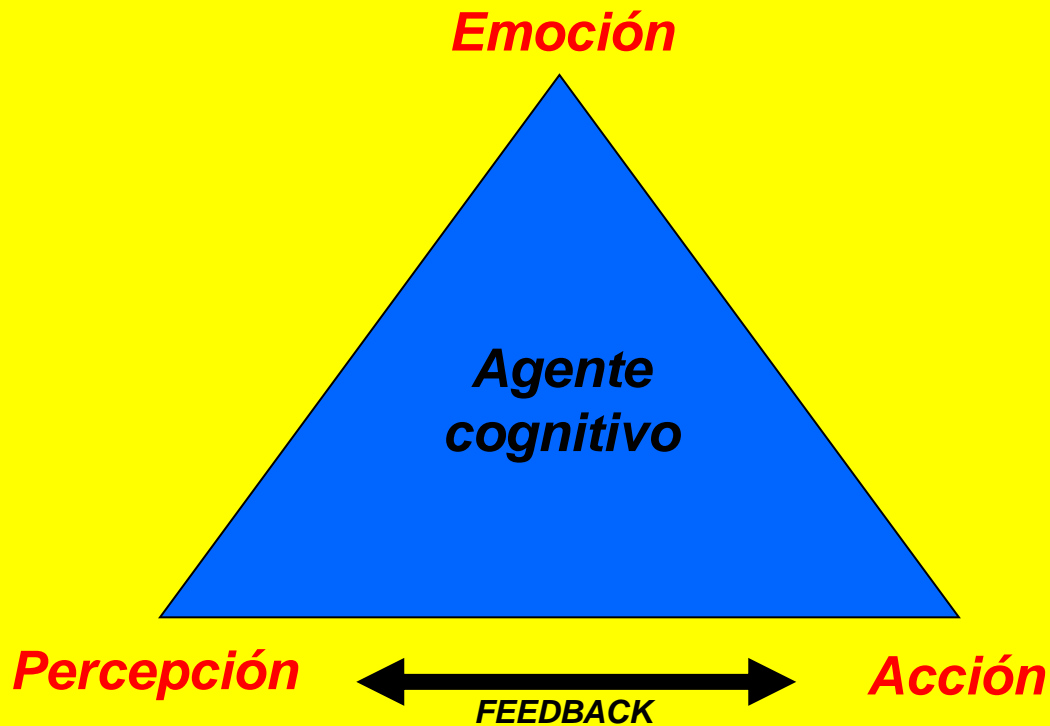 Emoción
Agente
cognitivo
Percepción
Acción
FEEDBACK